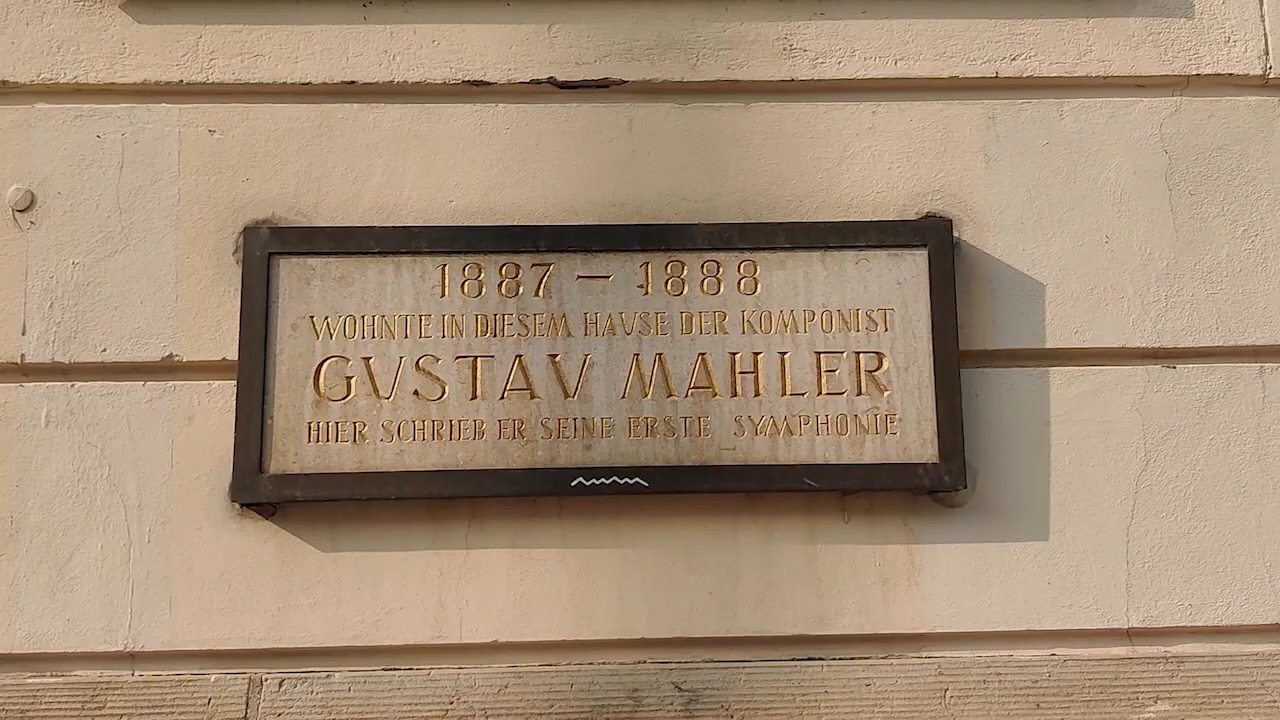 1887 – 1888
WOHNTE IN DIESEM HAVSE DER KOMPONIST
GVSTAV MAHLER
HIER SCHRIEB ER SEINE ERSTE SYMPHONIE